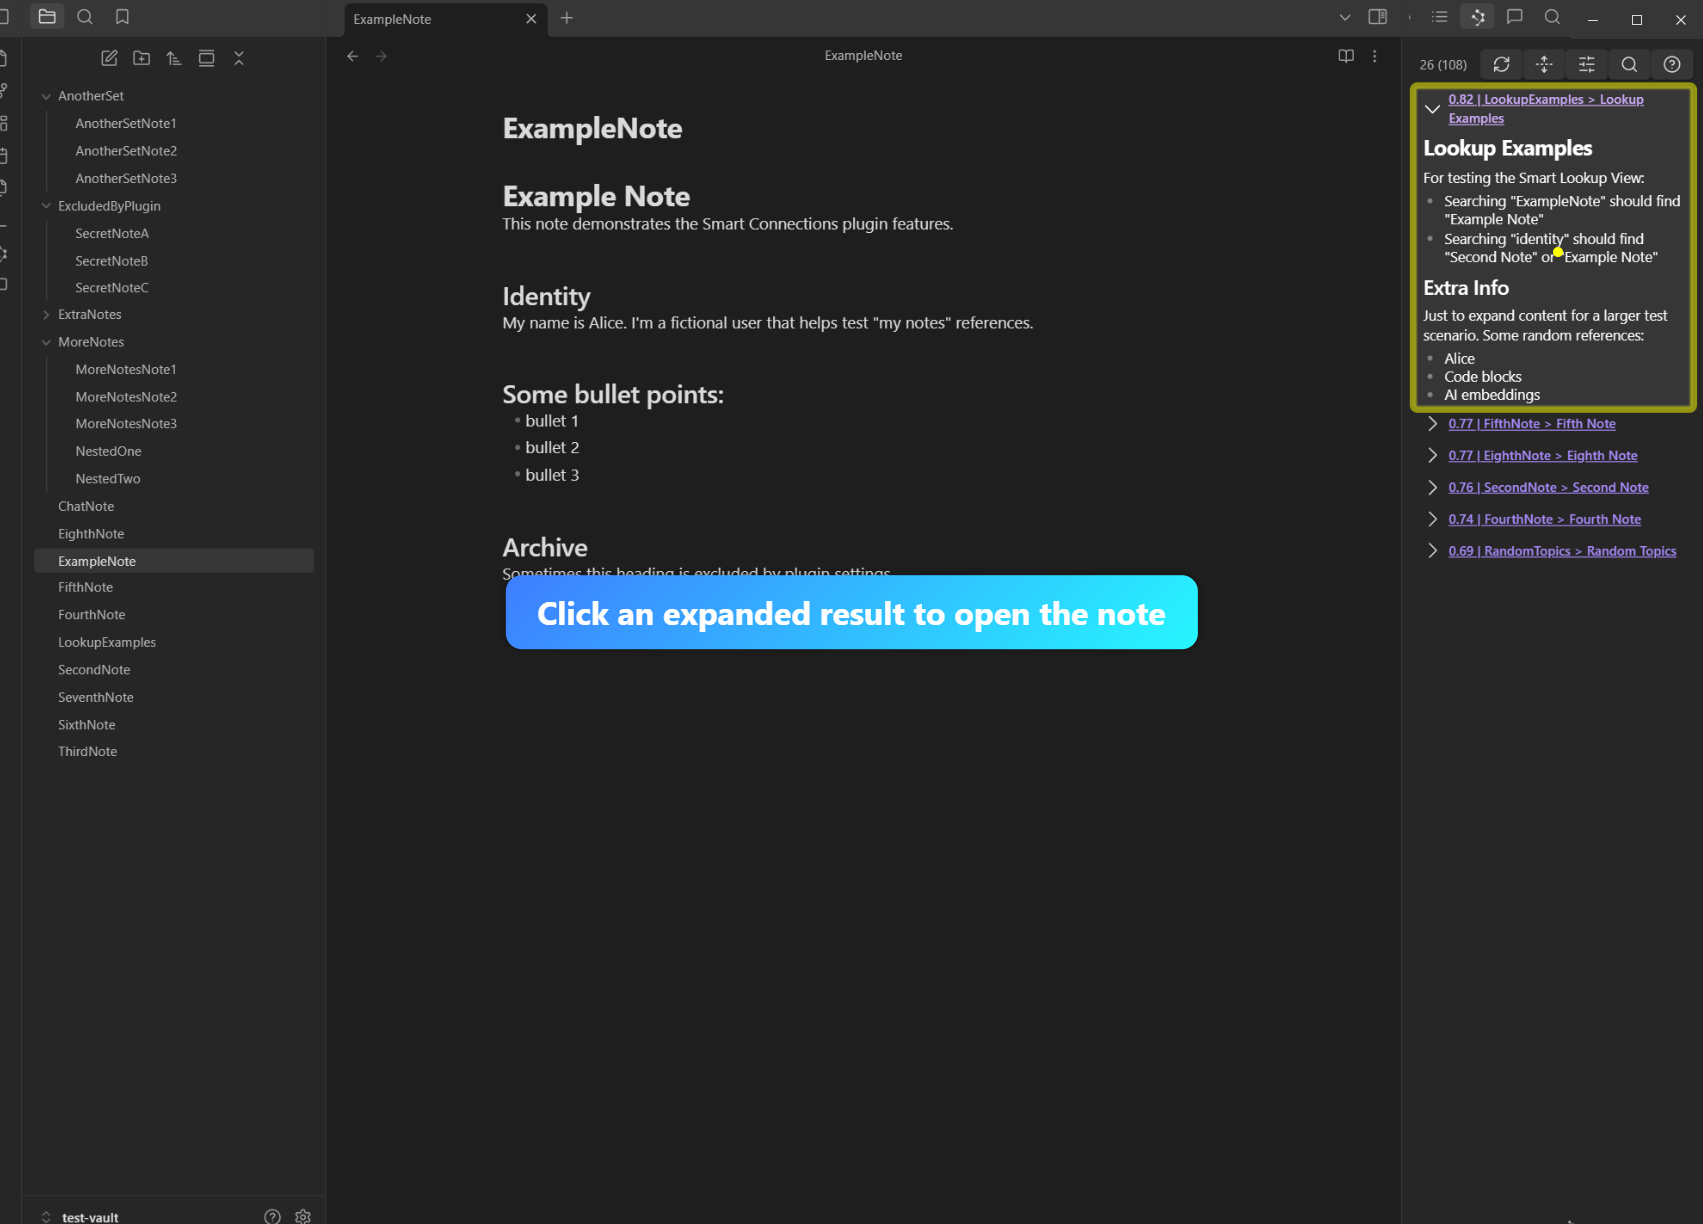 ExampleNote
ExampleNote
26 (108)
AnotherSet
AnotherSetNote1
AnotherSetNote2
AnotherSetNote3
ExcludedByPlugin
SecretNoteA
SecretNoteB
SecretNoteC
ExtraNotes
MoreNotes
MoreNotesNote1
MoreNotesNote2
MoreNotesNote3
NestedOne
NestedTwo
ChatNote
EighthNote
ExampleNote
FifthNote
FourthNote
LookupExamples
SecondNote
SeventhNote
SixthNote
ThirdNote
test-vault
ExampleNote
Example Note
This note demonstrates the Smart Connections plugin features.
Identity
My name is Alice. I'm a fictional user that helps test "my notes" references.
Some bullet points:
• bullet 1
• bullet 2
• bullet 3
Archive
Sometimes this heading is excluded by plugin settings
Click an expanded result to open the note
0.82 | LookupExamples > Lookup
Examples
Lookup Examples
For testing the Smart Lookup View:
• Searching "ExampleNote" should find
"Example Note"
• Searching "identity" should find
"Second Note" or "Example Note"
Extra Info
Just to expand content for a larger test
scenario. Some random references:
• Alice
• Code blocks
• AI embeddings
0.77 | FifthNote > Fifth Note
0.77 | EighthNote > Eighth Note
0.76 | SecondNote > Second Note
0.74 | FourthNote > Fourth Note
0.69 | RandomTopics > Random Topics